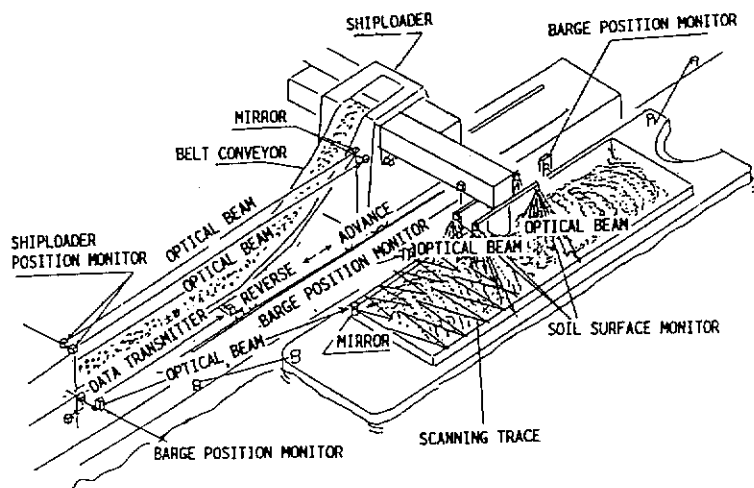 SHIPLOADER
BARGE POSITION MONITOR
MIRROR
BELT CONVEYOR
OPTICAL BEAM
SHIPLOADER
POSITION MONITOR
OPTICAL BEAM
REVERSE ↔ ADVANCE
DATA TRANSMITTER
BARGE POSITION MONITOR
OPTICAL BEAM
OPTICAL BEAM
OPTICAL BEAM
SOIL SURFACE MONITOR
MIRROR
SCANNING TRACE
BARGE POSITION MONITOR